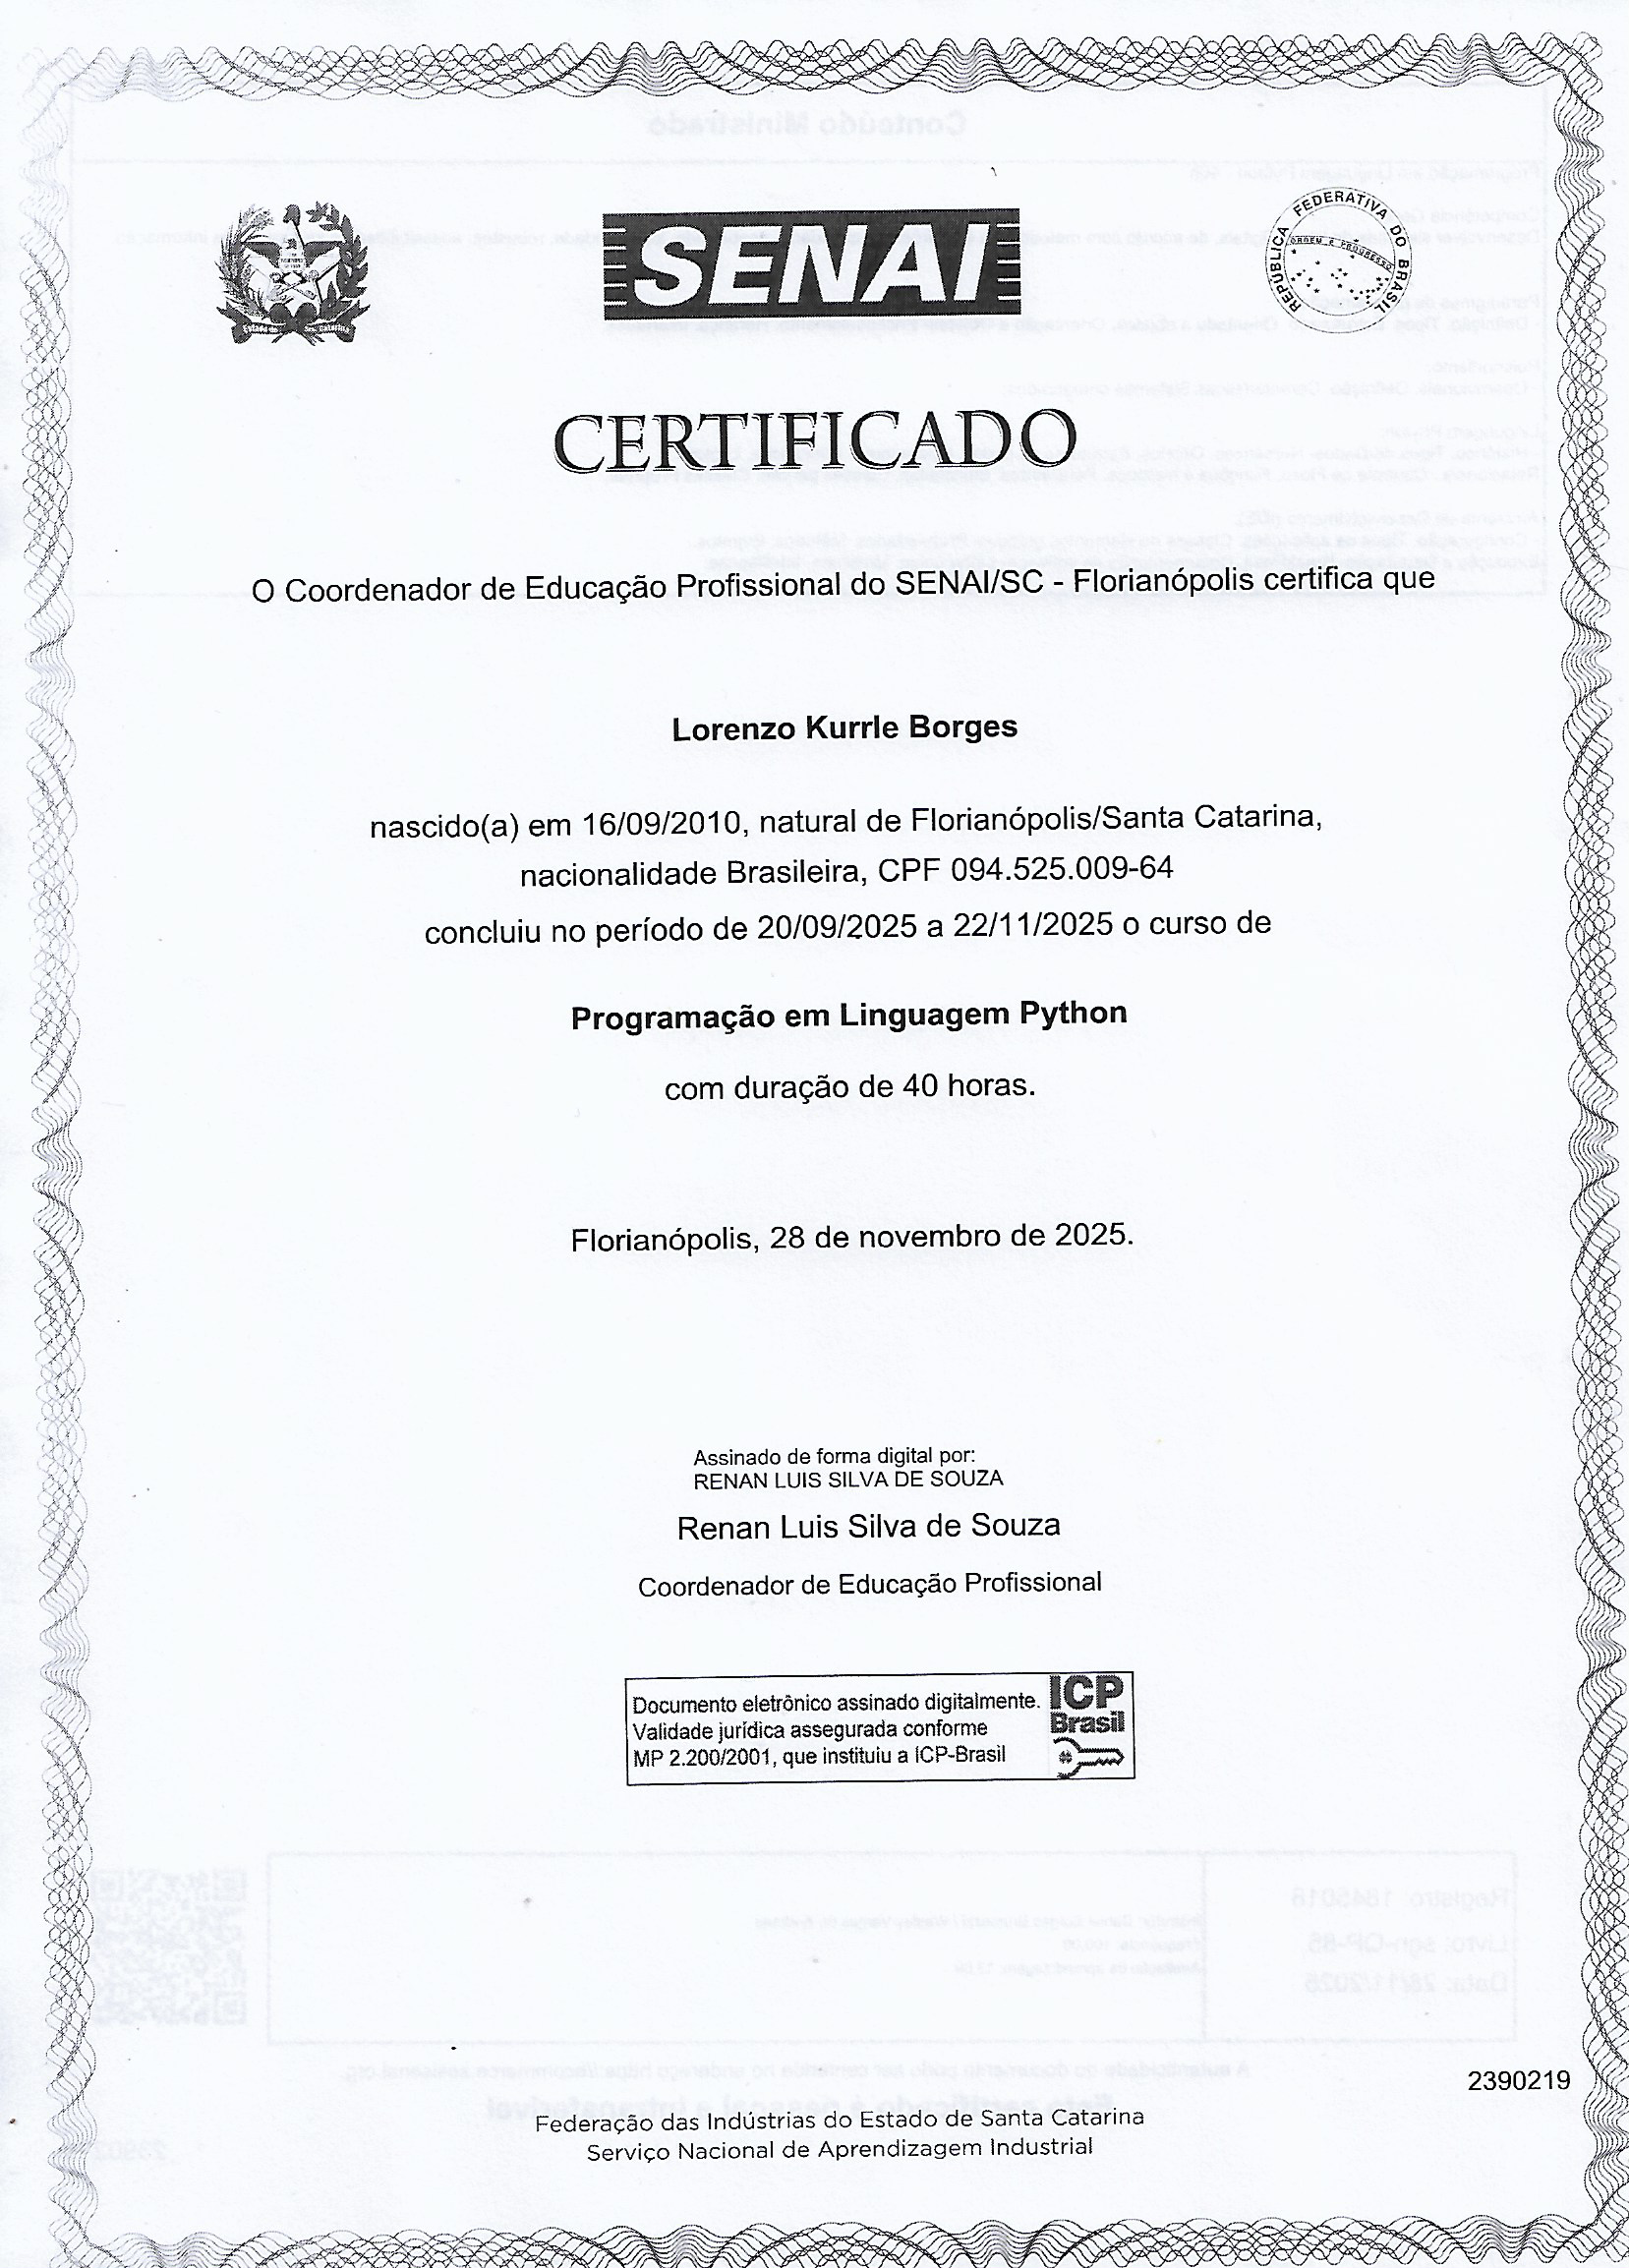 SENAI
REPÚBLICA FEDERATIVA DO BRASIL
ORDEM E PROGRESSO
CERTIFICADO
O Coordenador de Educação Profissional do SENAI/SC - Florianópolis certifica que
Lorenzo Kurrle Borges
nascido(a) em 16/09/2010, natural de Florianópolis/Santa Catarina,
nacionalidade Brasileira, CPF 094.525.009-64
concluiu no período de 20/09/2025 a 22/11/2025 o curso de
Programação em Linguagem Python
com duração de 40 horas.
Florianópolis, 28 de novembro de 2025.
Assinado de forma digital por:
RENAN LUIS SILVA DE SOUZA
Renan Luis Silva de Souza
Coordenador de Educação Profissional
Documento eletrônico assinado digitalmente.
Validade jurídica assegurada conforme
MP 2.200/2001, que instituiu a ICP-Brasil
ICP
Brasil
2390219
Federação das Indústrias do Estado de Santa Catarina
Serviço Nacional de Aprendizagem Industrial